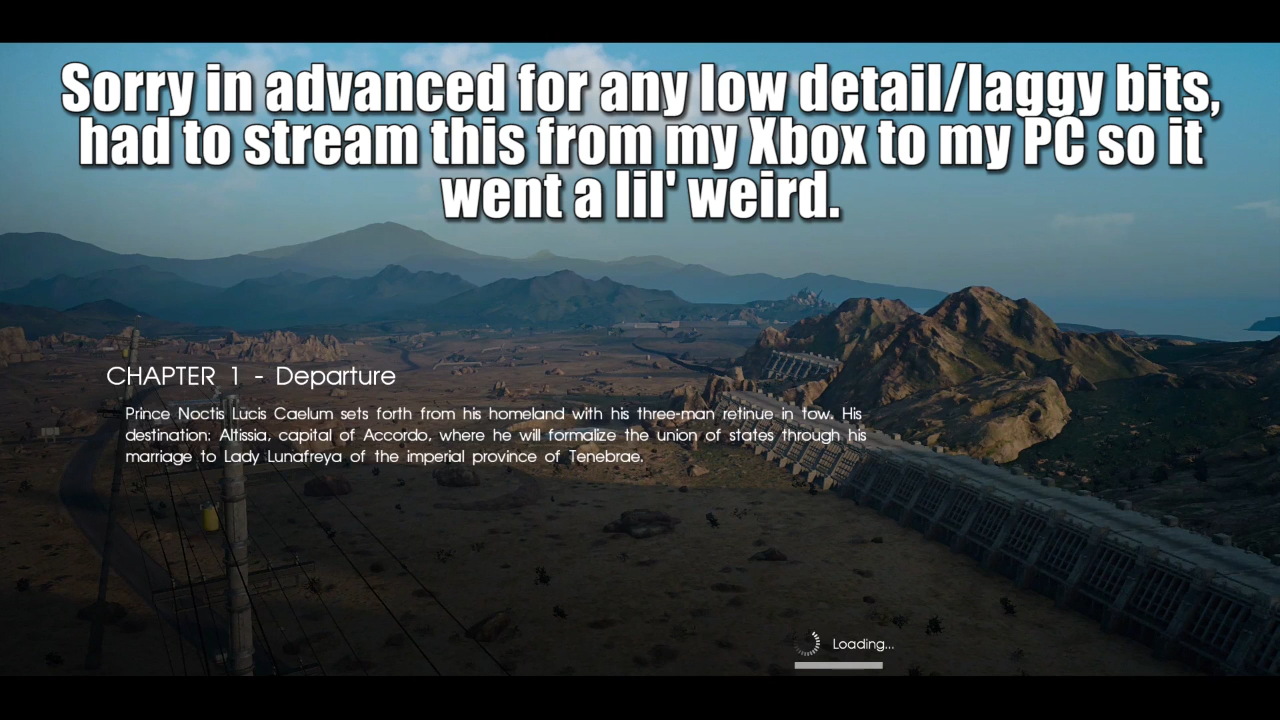 Sorry in advanced for any low detail/laggy bits,
had to stream this from my Xbox to my PC so it
went a lil' weird.
CHAPTER 1 - Departure
Prince Noctis Lucis Caelum sets forth from his homeland with his three-man retinue in tow. His
destination: Altissia, capital of Accordo, where he will formalize the union of states through his
marriage to Lady Lunafreya of the imperial province of Tenebrae.
Loading...